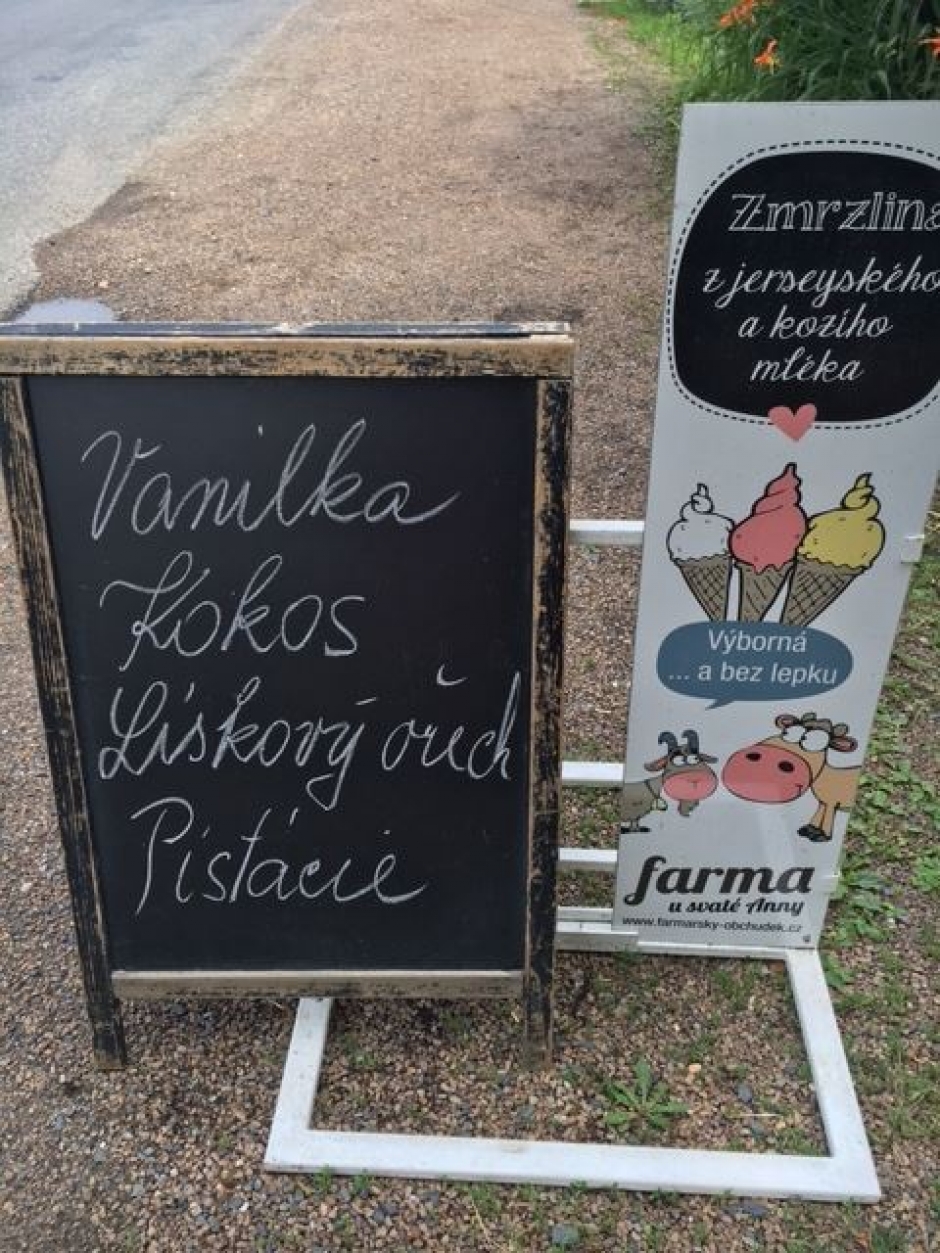 Vanilka
Kokos
Lískový ořech
Pistácie
Zmrzlina
z jerseyského
a kozího
mléka
Výborná
... a bez lepku
farma
u svaté Anny
www.farmarsky-obchudek.cz